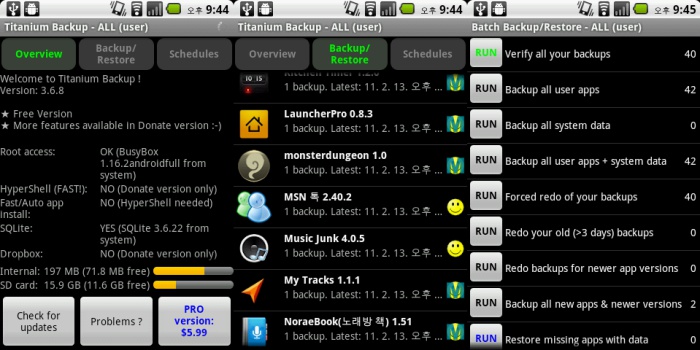 오후 9:44
Titanium Backup - ALL (user)
Overview
Backup/
Restore
Schedules
Welcome to Titanium Backup !
Version: 3.6.8
★ Free Version
★ More features available in Donate version :-)
Root access:
OK (BusyBox
1.16.2androidfull from
system)
HyperShell (FAST!):
NO (Donate version only)
Fast/Auto app
install:
NO (HyperShell needed)
SQLite:
YES (SQLite 3.6.22 from
system)
Dropbox:
NO (Donate version only)
Internal: 197 MB (71.8 MB free)
SD card: 15.9 GB (11.6 GB free)
Check for
updates
Problems ?
PRO
version:
$5.99
오후 9:44
Titanium Backup - ALL (user)
Overview
Backup/
Restore
Schedules
10 15
Kitchen Timer 1.2.0
1 backup. Latest: 11. 2. 13. 오후 ...
LauncherPro 0.8.3
1 backup. Latest: 11. 2. 13. 오후 ...
monsterdungeon 1.0
1 backup. Latest: 11. 2. 13. 오후 ...
MSN 톡 2.40.2
1 backup. Latest: 11. 2. 13. 오후 ...
Music Junk 4.0.5
1 backup. Latest: 11. 2. 13. 오후 ...
My Tracks 1.1.1
1 backup. Latest: 11. 2. 13. 오후 ...
NoraeBook(노래방 책) 1.51
1 backup. Latest: 11. 2. 13. 오후 ...
오후 9:45
Batch Backup/Restore - ALL (user)
RUN Verify all your backups 40
RUN Backup all user apps 42
RUN Backup all system data 0
RUN Backup all user apps + system data 42
RUN Forced redo of your backups 40
RUN Redo your old (>3 days) backups 0
RUN Redo backups for newer app versions 0
RUN Backup all new apps & newer versions 2
RUN Restore missing apps with data 0